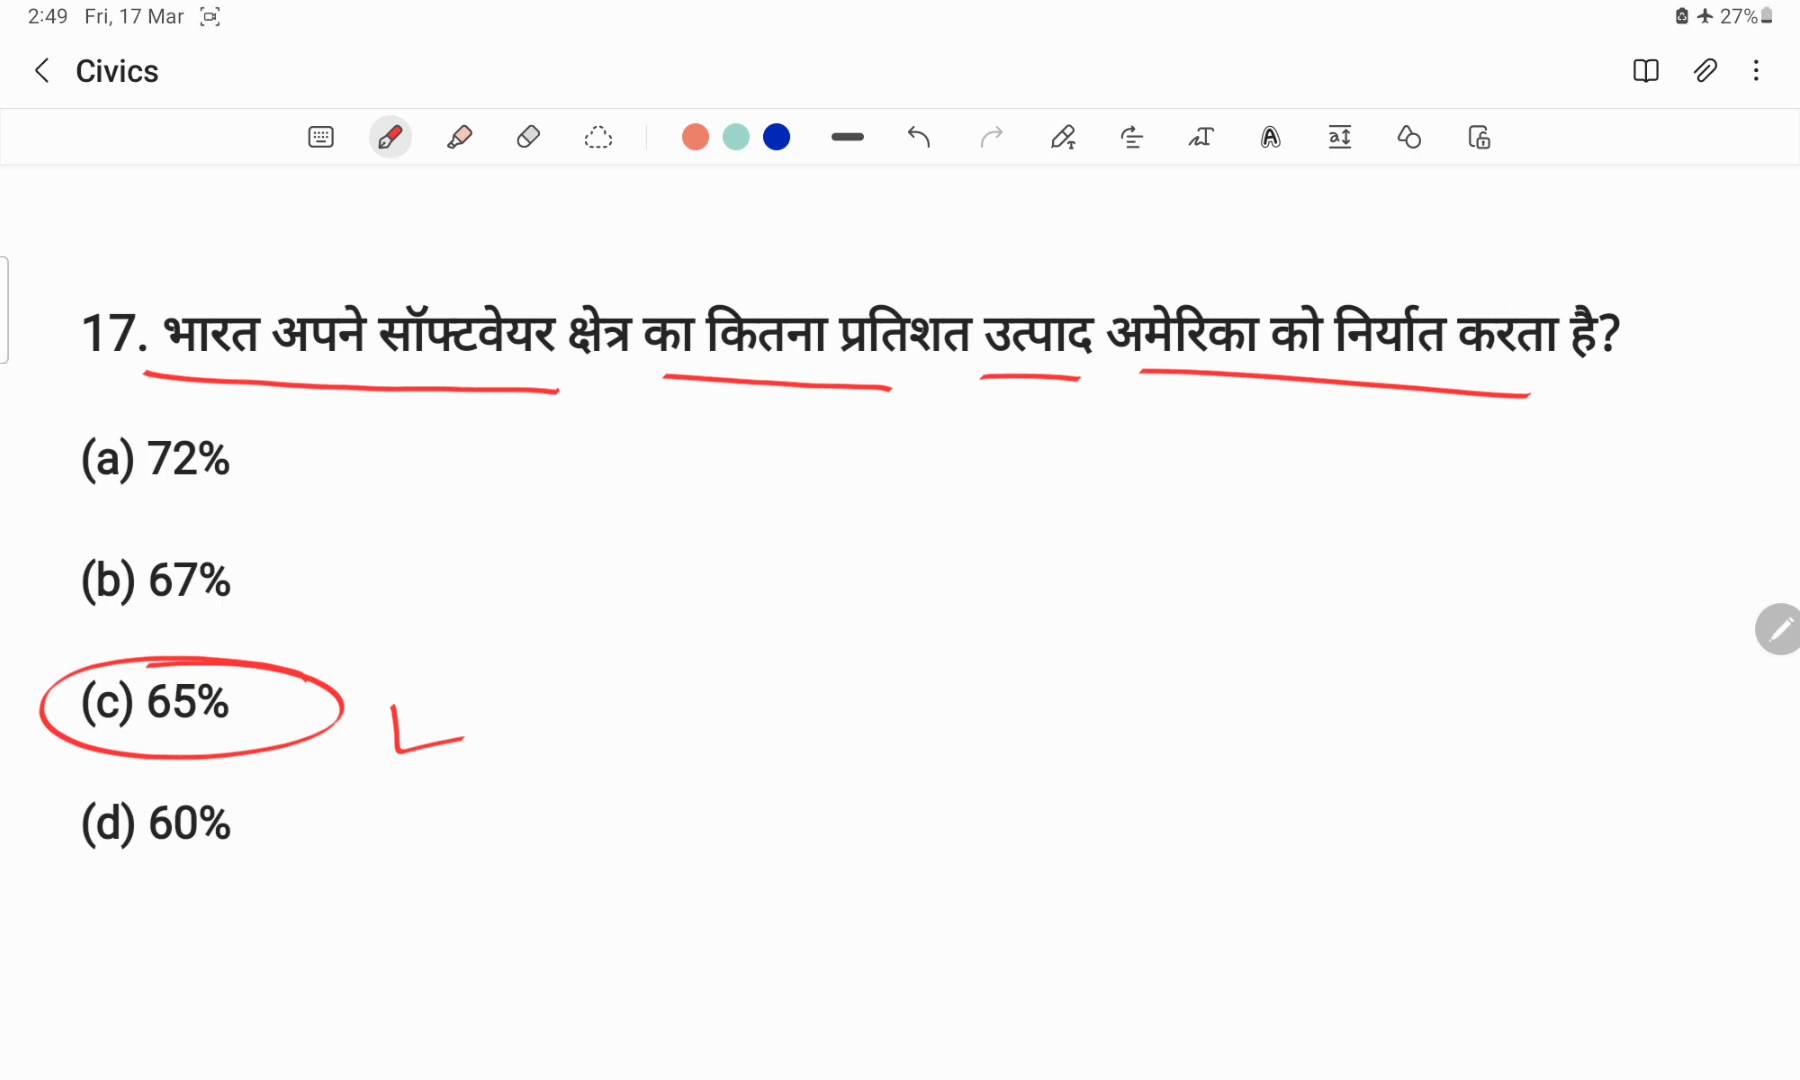 2:49 Fri, 17 Mar
27%
Civics
17. भारत अपने सॉफ्टवेयर क्षेत्र का कितना प्रतिशत उत्पाद अमेरिका को निर्यात करता है?
(a) 72%
(b) 67%
(c) 65%
(d) 60%